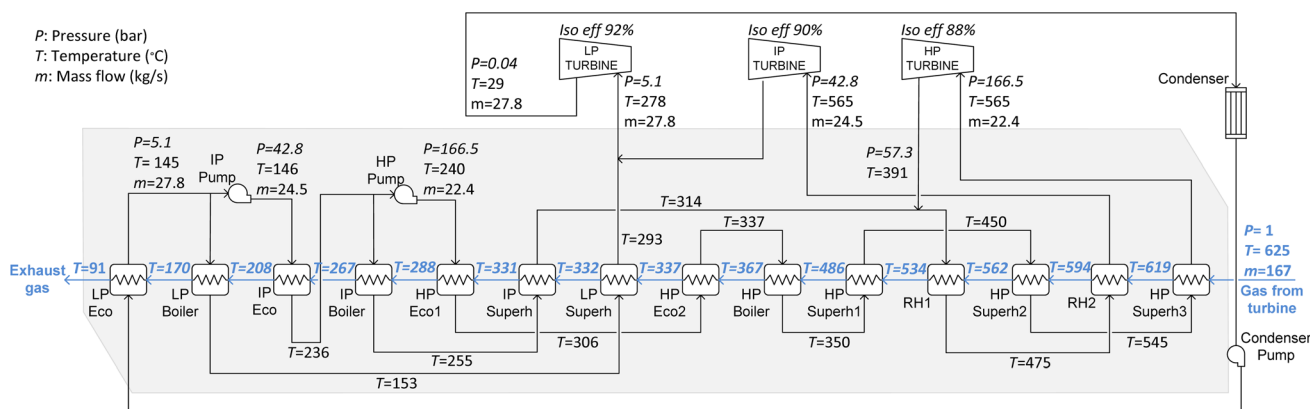 P: Pressure (bar)
T: Temperature (°C)
m: Mass flow (kg/s)
Iso eff 92%
LP
TURBINE
Iso eff 90%
IP
TURBINE
Iso eff 88%
HP
TURBINE
P=0.04
T=29
m=27.8
P=5.1
T=278
m=27.8
P=42.8
T=565
m=24.5
P=166.5
T=565
m=22.4
Condenser
P=5.1
T= 145
m=27.8
IP
Pump
P=42.8
T=146
m=24.5
HP
Pump
P=166.5
T=240
m=22.4
P=57.3
T=391
T=314
T=293
T=337
T=450
Exhaust
gas
T=91
T=170
T=208
T=267
T=288
T=331
T=332
T=337
T=367
T=486
T=534
T=562
T=594
T=619
P= 1
T= 625
m=167
Gas from
turbine
LP
Eco
LP
Boiler
IP
Eco
IP
Boiler
HP
Eco1
IP
Superh
LP
Superh
HP
Eco2
HP
Boiler
HP
Superh1
RH1
HP
Superh2
RH2
HP
Superh3
T=236
T=255
T=153
T=306
T=350
T=475
T=545
Condenser
Pump